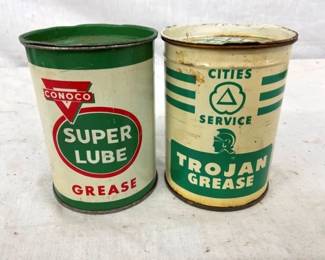 CONOCO
SUPER
LUBE
GREASE
CITIES
SERVICE
TROJAN
GREASE